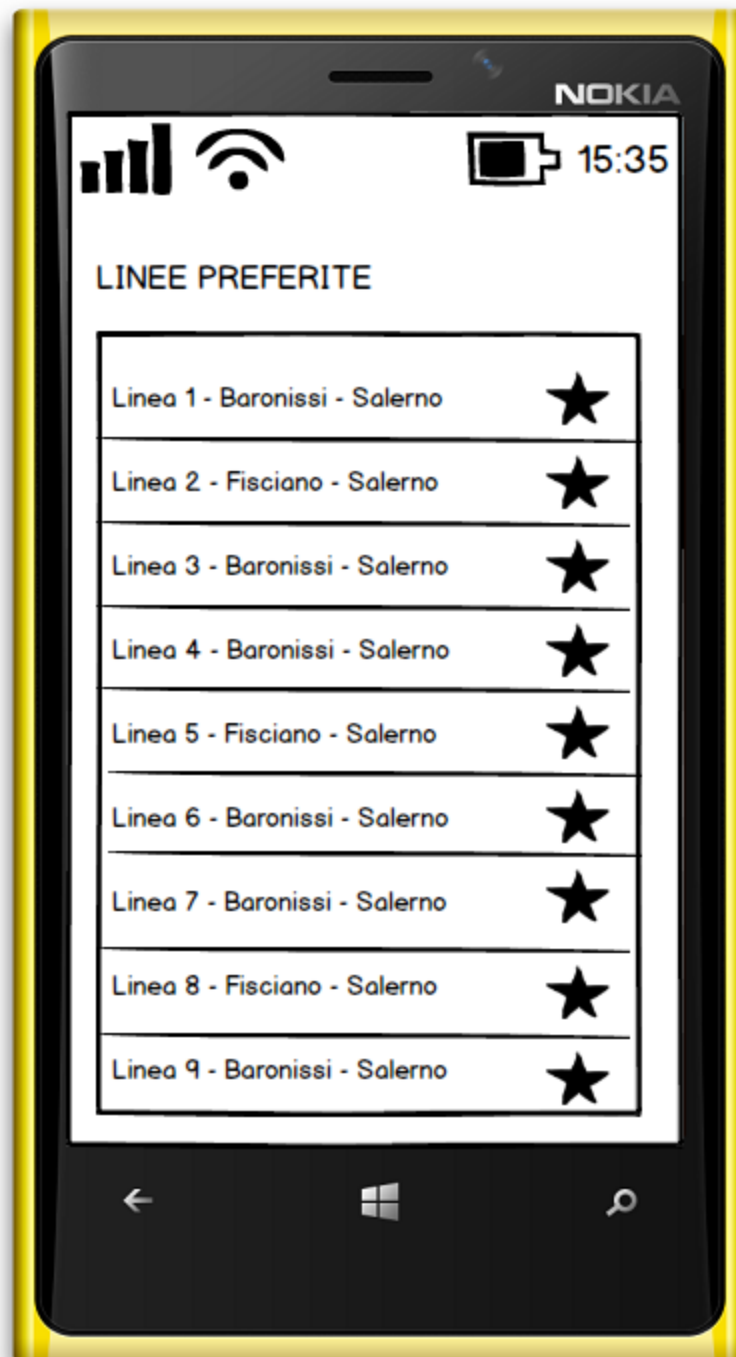 NOKIA
15:35
LINEE PREFERITE
Linea 1 - Baronissi - Salerno
Linea 2 - Fisciano - Salerno
Linea 3 - Baronissi - Salerno
Linea 4 - Baronissi - Salerno
Linea 5 - Fisciano - Salerno
Linea 6 - Baronissi - Salerno
Linea 7 - Baronissi - Salerno
Linea 8 - Fisciano - Salerno
Linea 9 - Baronissi - Salerno